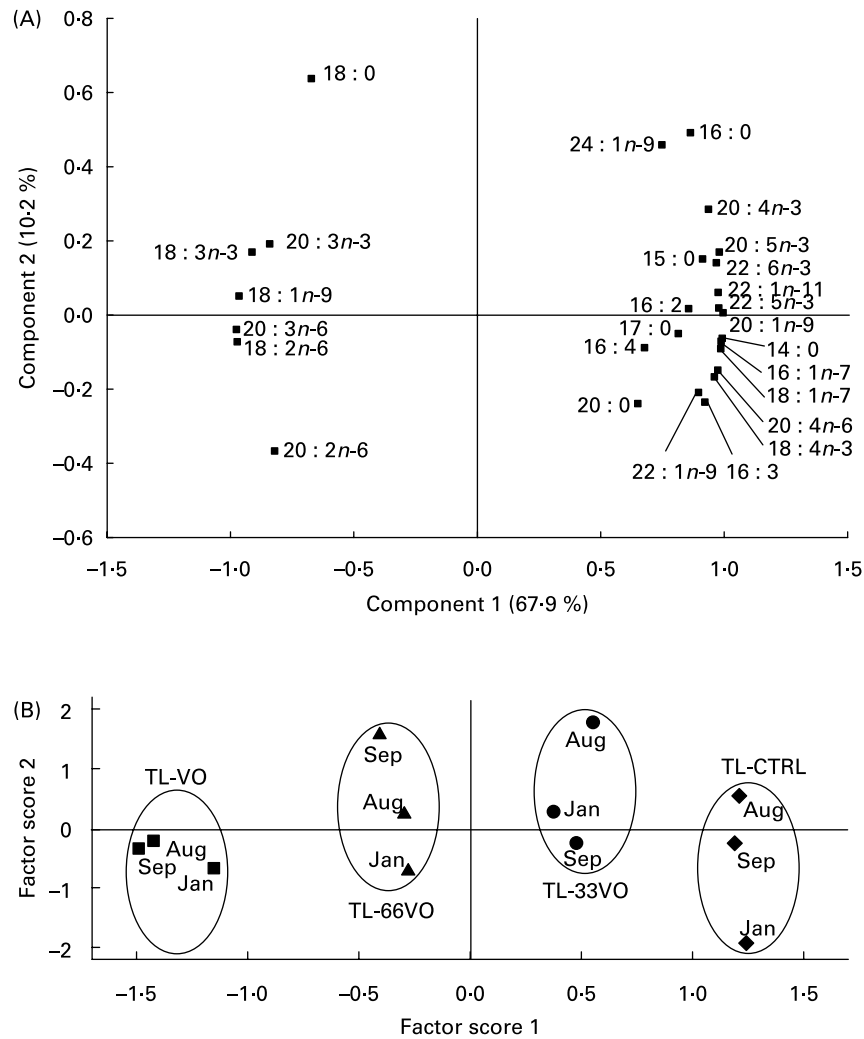 (A)
0·8
0·6
0·4
0·2
0·0
–0·2
–0·4
–0·6
Component 2 (10·2 %)
18 : 0
16 : 0
24 : 1n-9
20 : 4n-3
18 : 3n-3
20 : 3n-3
20 : 5n-3
15 : 0
22 : 6n-3
18 : 1n-9
22 : 1n-11
16 : 2
22 : 5n-3
20 : 3n-6
17 : 0
20 : 1n-9
18 : 2n-6
16 : 4
14 : 0
16 : 1n-7
18 : 1n-7
20 : 0
20 : 4n-6
20 : 2n-6
18 : 4n-3
22 : 1n-9
16 : 3
–1·5
–1·0
–0·5
0·0
0·5
1·0
1·5
Component 1 (67·9 %)
(B)
2
1
0
–1
–2
Factor score 2
TL-VO
Sep
Aug
Jan
Sep
Aug
Jan
TL-66VO
Aug
Jan
Sep
TL-33VO
TL-CTRL
Aug
Sep
Jan
–1·5
–1·0
–0·5
0·0
0·5
1·0
1·5
Factor score 1